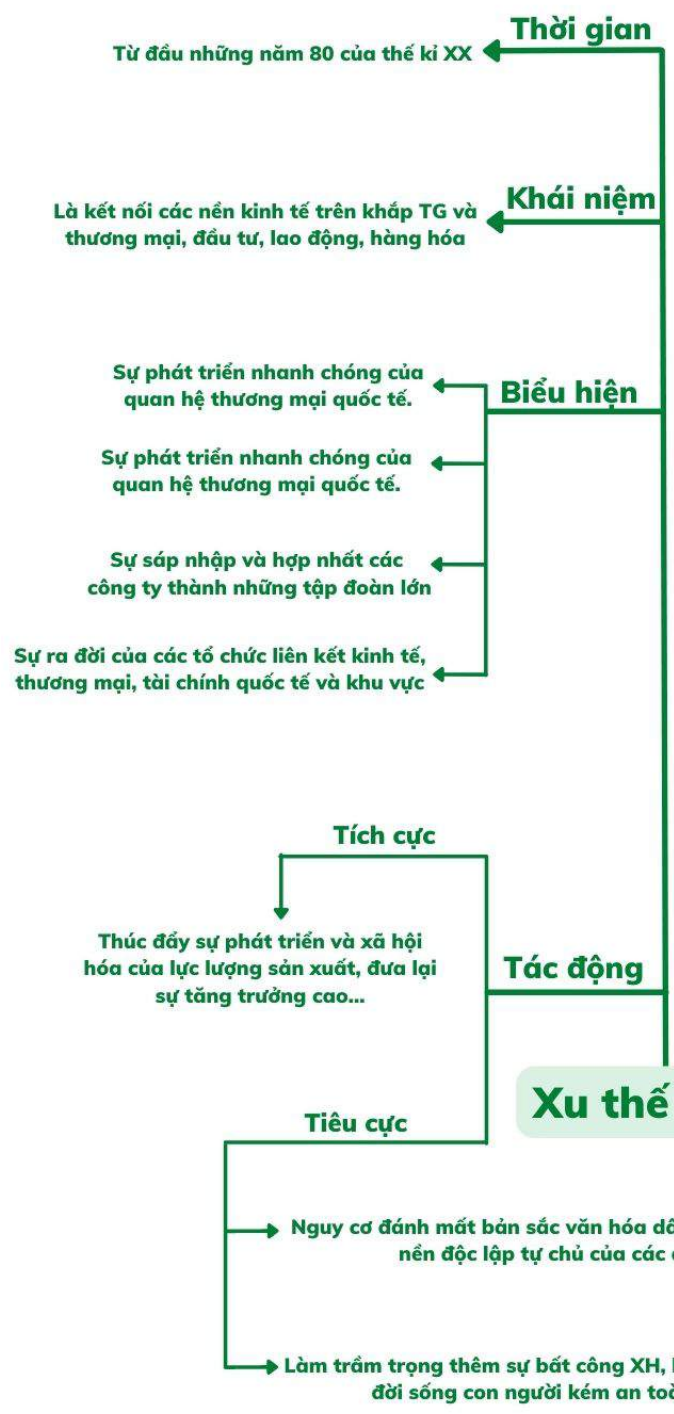 Thời gian
Từ đầu những năm 80 của thế kỉ XX
Khái niệm
Là kết nối các nền kinh tế trên khắp TG và
thương mại, đầu tư, lao động, hàng hóa
Biểu hiện
Sự phát triển nhanh chóng của
quan hệ thương mại quốc tế.
Sự phát triển nhanh chóng của
quan hệ thương mại quốc tế.
Sự sáp nhập và hợp nhất các
công ty thành những tập đoàn lớn
Sự ra đời của các tổ chức liên kết kinh tế,
thương mại, tài chính quốc tế và khu vực
Tác động
Tích cực
Thúc đẩy sự phát triển và xã hội
hóa của lực lượng sản xuất, đưa lại
sự tăng trưởng cao...
Xu thế
Tiêu cực
Nguy cơ đánh mất bản sắc văn hóa
nền độc lập tự chủ của các
Làm trầm trọng thêm sự bất công XH,
đời sống con người kém an